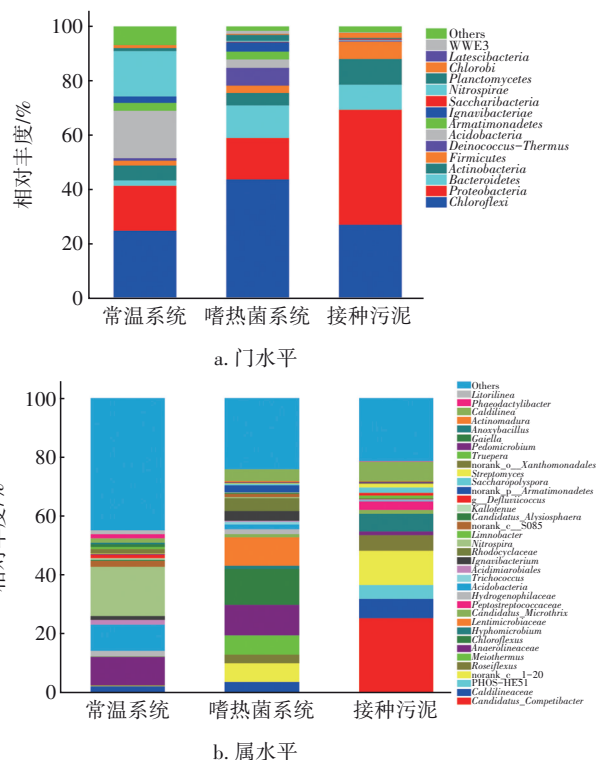 100
80
60
40
20
0
相对丰度/%
常温系统 嗜热菌系统 接种污泥
Others
WWE3
Latescibacteria
Chlorobi
Planctomycetes
Nitrospirae
Saccharibacteria
Ignavibacteriae
Armatimonadetes
Acidobacteria
Deinococcus-Thermus
Firmicutes
Actinobacteria
Bacteroidetes
Proteobacteria
Chloroflexi
a. 门水平
100
80
60
40
20
0
相对丰度/%
常温系统 嗜热菌系统 接种污泥
Others
Litorilinea
Phaeodactylibacter
Caldilinea
Actinomadura
Anoxybacillus
Gaiella
Pedomicrobium
Truepera
norank_o__Xanthomonadales
Streptomyces
Saccharopolyspora
norank_p__Armatimonadetes
g__Defluviicoccus
Kallotenue
Candidatus_Alysiosphaera
norank_c__S085
Limnobacter
Nitrospira
Rhodocyclaceae
Ignavibacterium
Acidimiarobiales
Trichococcus
Acidobacteria
Hydrogenophilaceae
Peptostreptococcaceae
Candidatus_Microthrix
Lentimicrobiaceae
Hyphomicrobium
Chloroflexus
Anaerolineaceae
Meiothermus
Roseiflexus
norank_c__1-20
PHOS-HE51
Caldilineaceae
Candidatus_Competibacter
b. 属水平